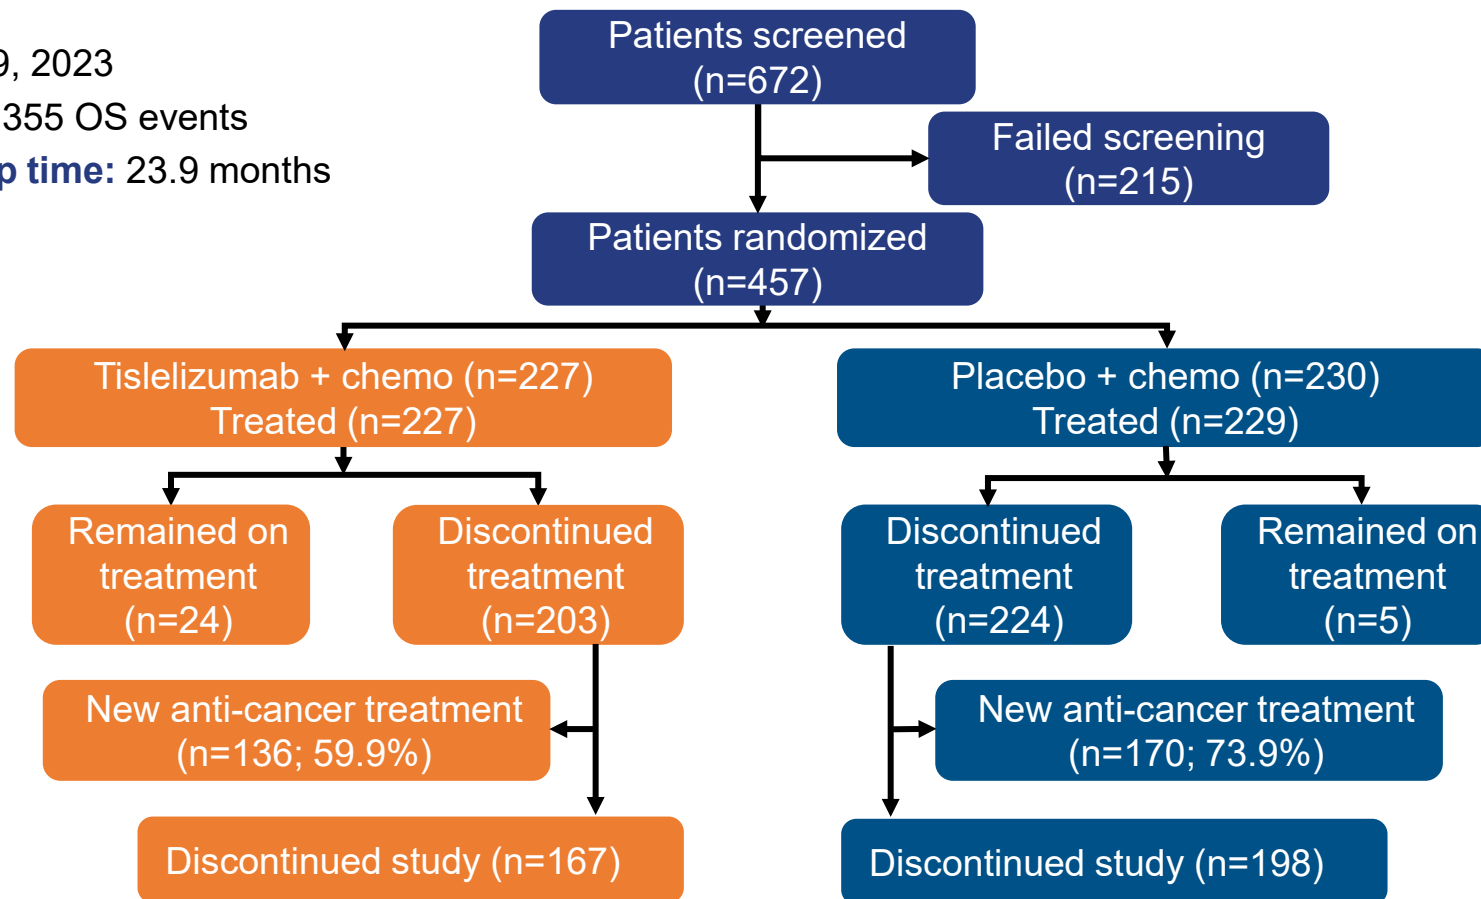 9, 2023
355 OS events
p time: 23.9 months
Patients screened
(n=672)
Failed screening
(n=215)
Patients randomized
(n=457)
Tislelizumab + chemo (n=227)
Treated (n=227)
Placebo + chemo (n=230)
Treated (n=229)
Remained on
treatment
(n=24)
Discontinued
treatment
(n=203)
Discontinued
treatment
(n=224)
Remained on
treatment
(n=5)
New anti-cancer treatment
(n=136; 59.9%)
New anti-cancer treatment
(n=170; 73.9%)
Discontinued study (n=167)
Discontinued study (n=198)